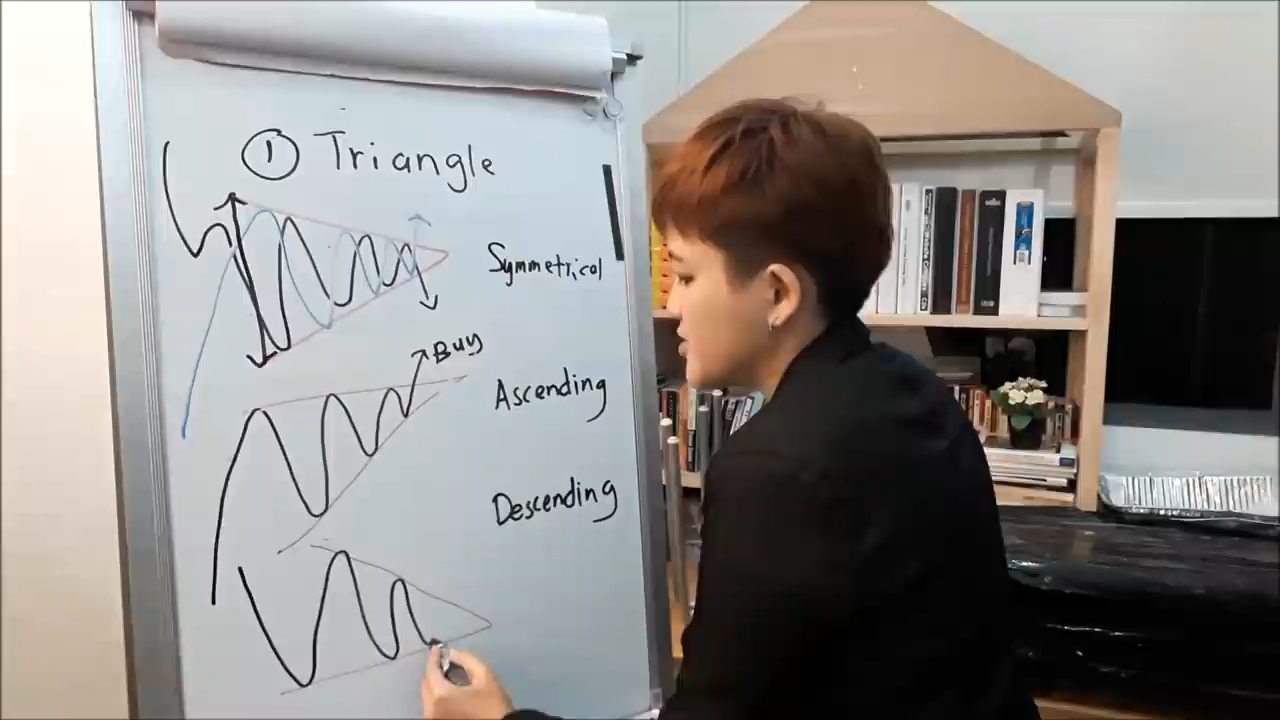 ① Triangle
Symmetrical
Buy
Ascending
Descending